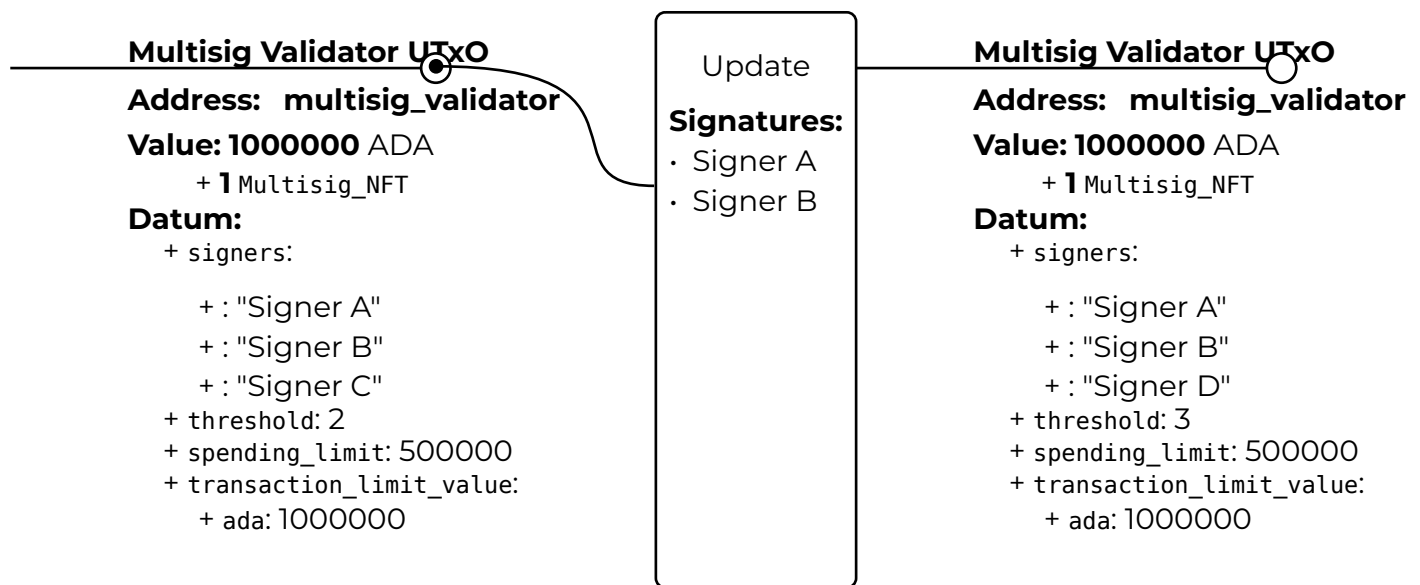 Multisig Validator UTxO
Address: multisig_validator
Value: 1000000 ADA
+ 1 Multisig_NFT
Datum:
+ signers:
+ : "Signer A"
+ : "Signer B"
+ : "Signer C"
+ threshold: 2
+ spending_limit: 500000
+ transaction_limit_value:
+ ada: 1000000
Update
Signatures:
· Signer A
· Signer B
Multisig Validator UTxO
Address: multisig_validator
Value: 1000000 ADA
+ 1 Multisig_NFT
Datum:
+ signers:
+ : "Signer A"
+ : "Signer B"
+ : "Signer D"
+ threshold: 3
+ spending_limit: 500000
+ transaction_limit_value:
+ ada: 1000000